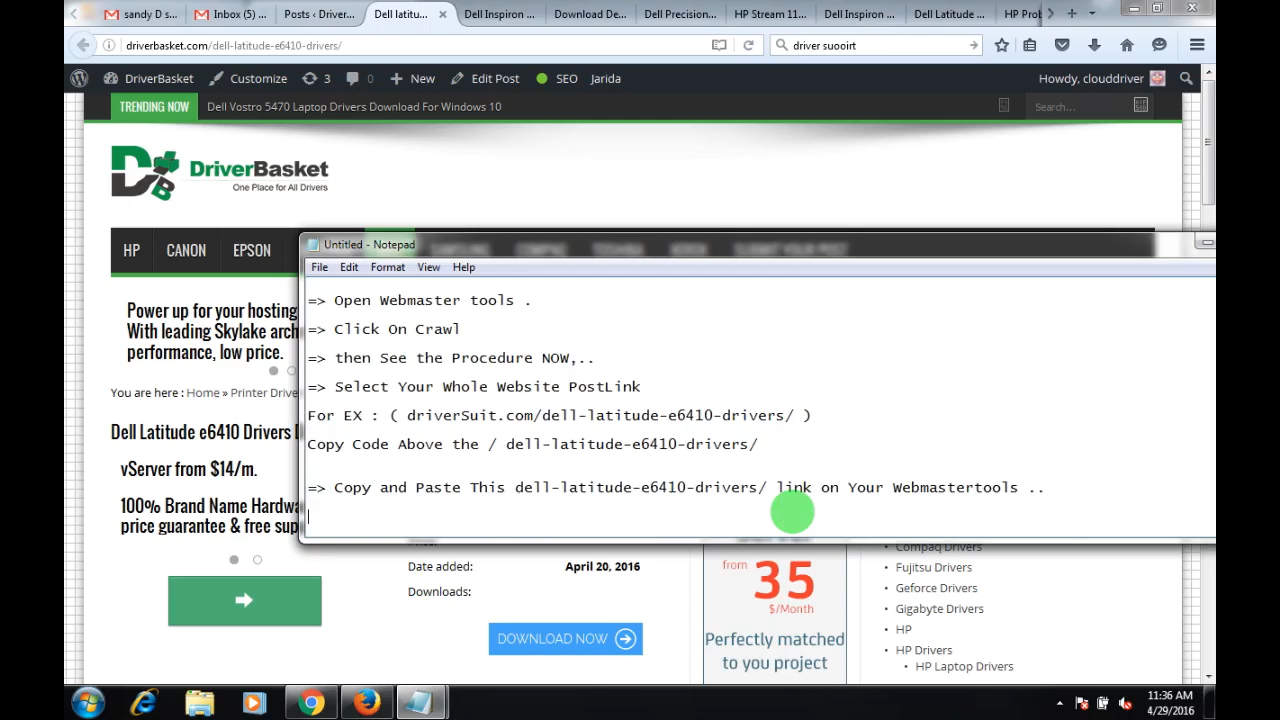 sandy D s...
Inbox (5) ...
Posts ‹ Driver...
Dell latitu...
Dell Inspiron ...
Download De...
Dell Precision...
HP Stream 11...
Dell Inspiron ...
Dell Latitude ...
HP Prob
driverbasket.com/dell-latitude-e6410-drivers/
driver suooirt
DriverBasket
Customize
3
0
New
Edit Post
SEO
Jarida
Howdy, clouddriver
TRENDING NOW
Dell Vostro 5470 Laptop Drivers Download For Windows 10
Search...
DriverBasket
One Place for All Drivers
HP
CANON
EPSON
Untitled - Notepad
File Edit Format View Help
=> Open Webmaster tools .
=> Click On Crawl
=> then See the Procedure NOW,..
=> Select Your Whole Website PostLink
For EX : ( driverSuit.com/dell-latitude-e6410-drivers/ )
Copy Code Above the / dell-latitude-e6410-drivers/
=> Copy and Paste This dell-latitude-e6410-drivers/ link on Your Webmastertools ..
Power up for your hosting
With leading Skylake arch
performance, low price.
You are here : Home » Printer Drive
Dell Latitude e6410 Drivers
vServer from $14/m.
100% Brand Name Hardwa
price guarantee & free sup
Date added: April 20, 2016
Downloads:
DOWNLOAD NOW
from 35
$/Month
Perfectly matched
to you project
Compaq Drivers
Fujitsu Drivers
Geforce Drivers
Gigabyte Drivers
HP
HP Drivers
HP Laptop Drivers
11:36 AM
4/29/2016